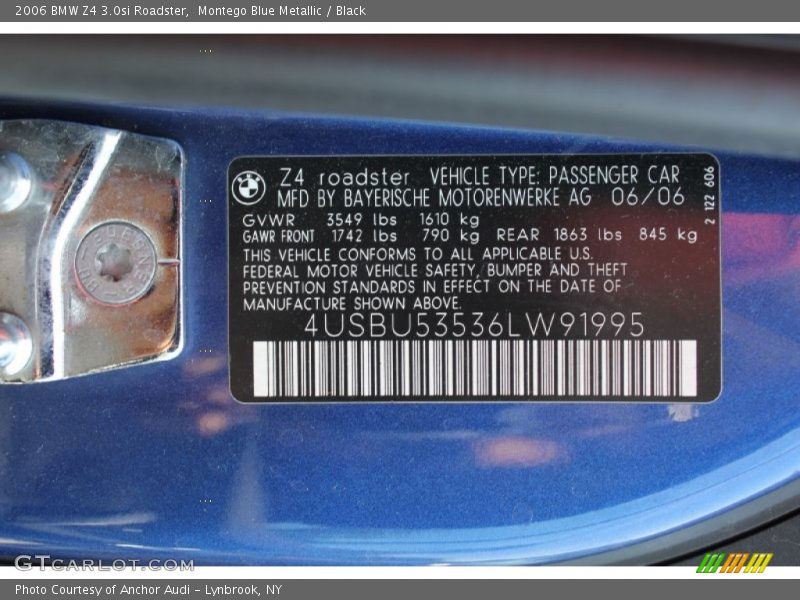 2006 BMW Z4 3.0si Roadster, Montego Blue Metallic / Black
Z4 roadster VEHICLE TYPE: PASSENGER CAR
MFD BY BAYERISCHE MOTORENWERKE AG 06/06
GVWR 3549 lbs 1610 kg
GAWR FRONT 1742 lbs 790 kg REAR 1863 lbs 845 kg
THIS VEHICLE CONFORMS TO ALL APPLICABLE U.S.
FEDERAL MOTOR VEHICLE SAFETY, BUMPER AND THEFT
PREVENTION STANDARDS IN EFFECT ON THE DATE OF
MANUFACTURE SHOWN ABOVE.
4USBU53536LW91995
2 122 606
GTCARLOT.COM
Photo Courtesy of Anchor Audi - Lynbrook, NY